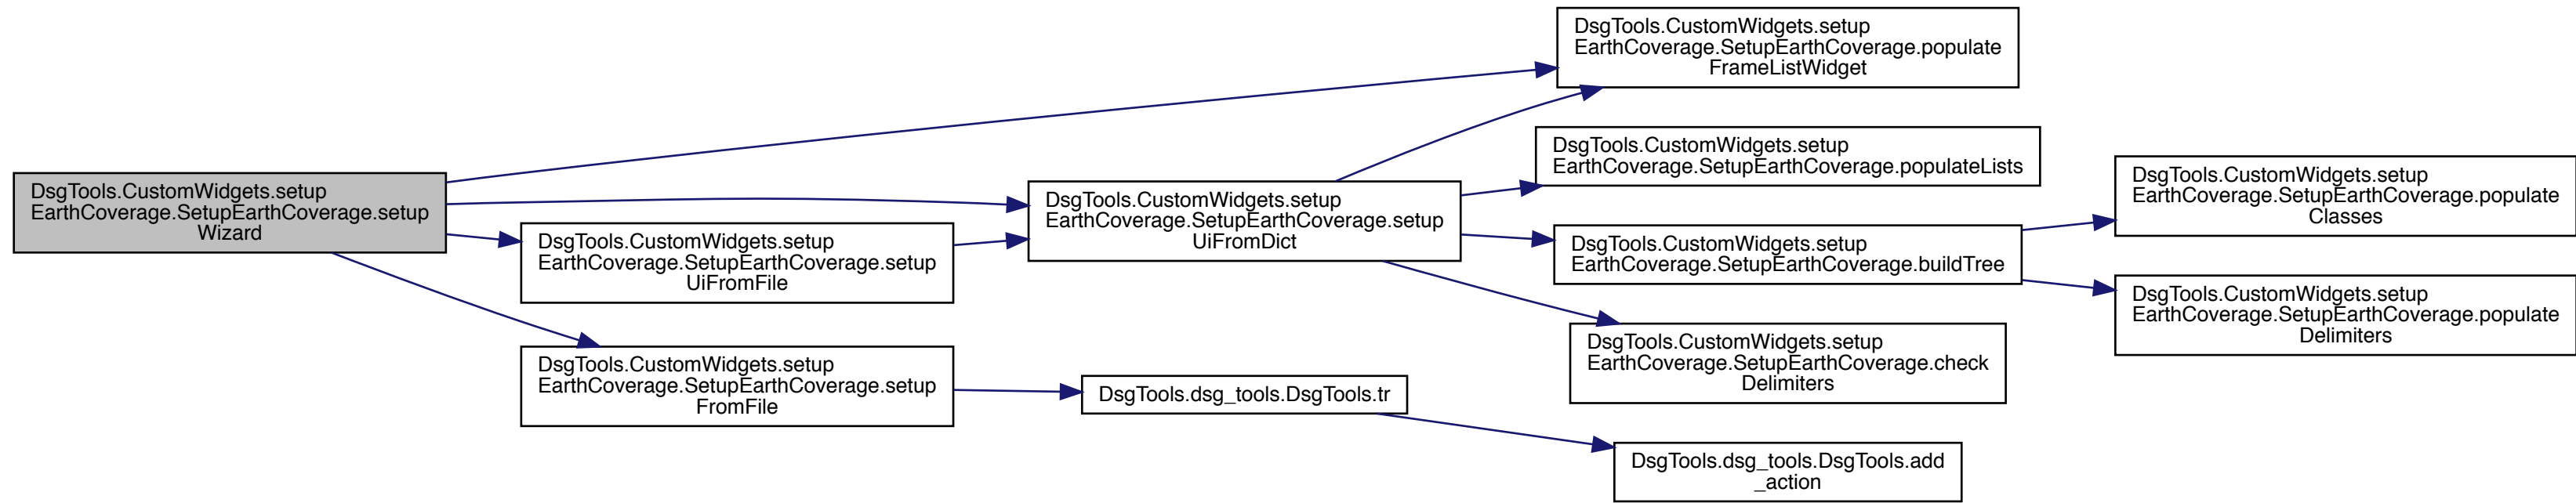 DsgTools.CustomWidgets.setup
EarthCoverage.SetupEarthCoverage.setup
Wizard
DsgTools.CustomWidgets.setup
EarthCoverage.SetupEarthCoverage.populate
FrameListWidget
DsgTools.CustomWidgets.setup
EarthCoverage.SetupEarthCoverage.setup
UiFromDict
DsgTools.CustomWidgets.setup
EarthCoverage.SetupEarthCoverage.setup
UiFromFile
DsgTools.CustomWidgets.setup
EarthCoverage.SetupEarthCoverage.setup
FromFile
DsgTools.CustomWidgets.setup
EarthCoverage.SetupEarthCoverage.populateLists
DsgTools.CustomWidgets.setup
EarthCoverage.SetupEarthCoverage.buildTree
DsgTools.CustomWidgets.setup
EarthCoverage.SetupEarthCoverage.check
Delimiters
DsgTools.CustomWidgets.setup
EarthCoverage.SetupEarthCoverage.populate
Classes
DsgTools.CustomWidgets.setup
EarthCoverage.SetupEarthCoverage.populate
Delimiters
DsgTools.dsg_tools.DsgTools.tr
DsgTools.dsg_tools.DsgTools.add
_action